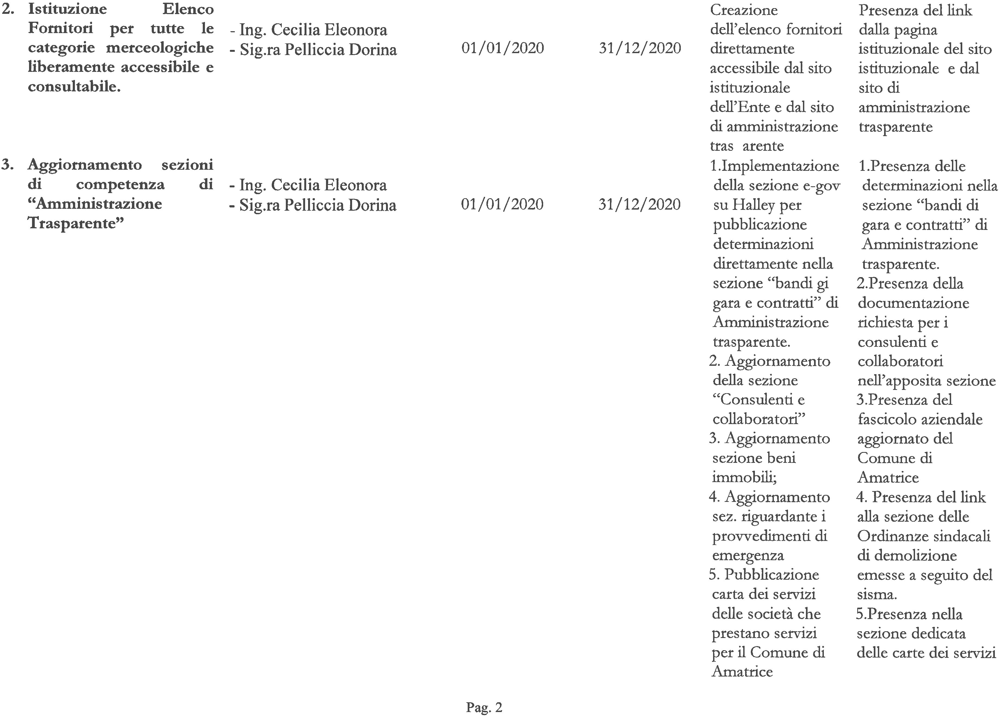 2. Istituzione Elenco
Fornitori per tutte le
categorie merceologiche
liberamente accessibile e
consultabile.
- Ing. Cecilia Eleonora
- Sig.ra Pelliccia Dorina
01/01/2020
31/12/2020
Creazione
dell’elenco fornitori
direttamente
accessibile dal sito
istituzionale
dell’Ente e dal sito
di amministrazione
tras arente
Presenza del link
dalla pagina
istituzionale del sito
istituzionale e dal
sito di
amministrazione
trasparente
3. Aggiornamento sezioni
di competenza di
“Amministrazione
Trasparente”
- Ing. Cecilia Eleonora
- Sig.ra Pelliccia Dorina
01/01/2020
31/12/2020
1.Implementazione
della sezione e-gov
su Halley per
pubblicazione
determinazioni
direttamente nella
sezione “bandi gi
gara e contratti” di
Amministrazione
trasparente.
2. Aggiornamento
della sezione
“Consulenti e
collaboratori”
3. Aggiornamento
sezione beni
immobili;
4. Aggiornamento
sez. riguardante i
provvedimenti di
emergenza
5. Pubblicazione
carta dei servizi
delle società che
prestano servizi
per il Comune di
Amatrice
1.Presenza delle
determinazioni nella
sezione “bandi di
gara e contratti” di
Amministrazione
trasparente.
2.Presenza della
documentazione
richiesta per i
consulenti e
collaboratori
nell’apposita sezione
3.Presenza del
fascicolo aziendale
aggiornato del
Comune di
Amatrice
4. Presenza del link
alla sezione delle
Ordinanze sindacali
di demolizione
emesse a seguito del
sisma.
5.Presenza nella
sezione dedicata
delle carte dei servizi
Pag. 2